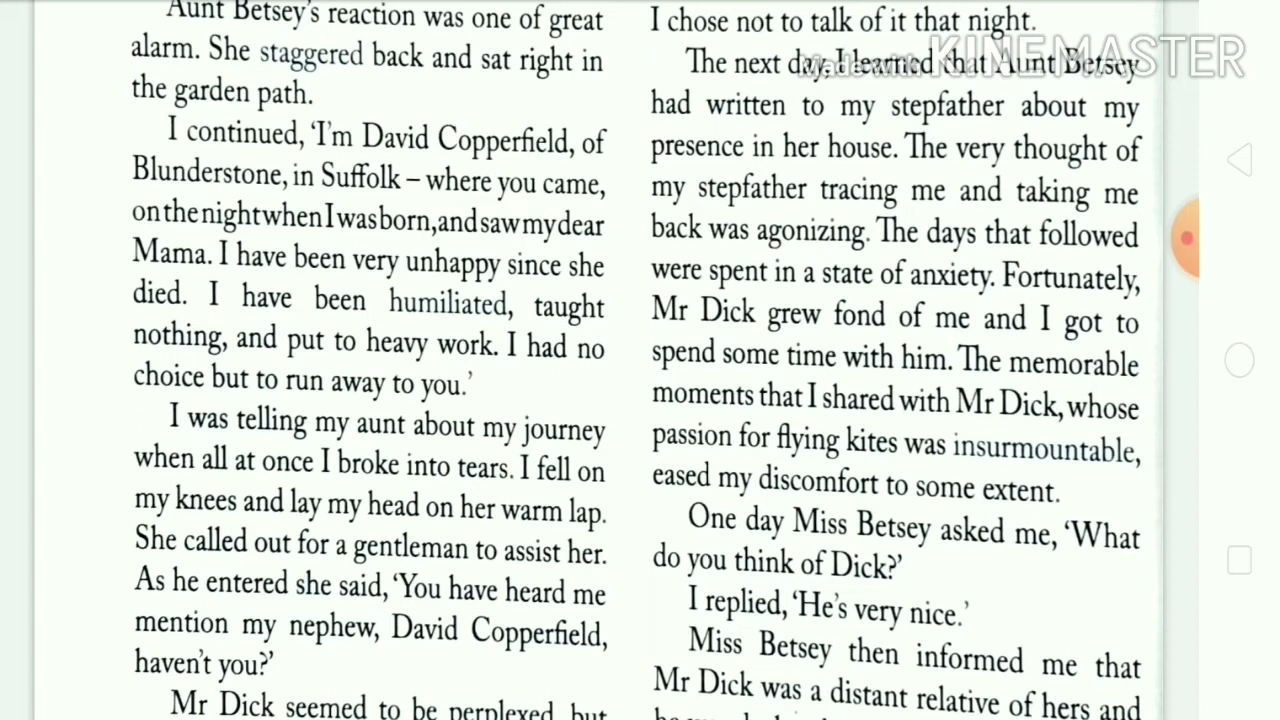 Aunt Betsey's reaction was one of great
alarm. She staggered back and sat right in
the garden path.
I continued, 'I'm David Copperfield, of
Blunderstone, in Suffolk – where you came,
on the night when I was born, and saw my dear
Mama. I have been very unhappy since she
died. I have been humiliated, taught
nothing, and put to heavy work. I had no
choice but to run away to you.'
I was telling my aunt about my journey
when all at once I broke into tears. I fell on
my knees and lay my head on her warm lap.
She called out for a gentleman to assist her.
As he entered she said, 'You have heard me
mention my nephew, David Copperfield,
haven't you?'
Mr Dick seemed to be perplexed, but
I chose not to talk of it that night.
The next day, I learned that Aunt Betsey
had written to my stepfather about my
presence in her house. The very thought of
my stepfather tracing me and taking me
back was agonizing. The days that followed
were spent in a state of anxiety. Fortunately,
Mr Dick grew fond of me and I got to
spend some time with him. The memorable
moments that I shared with Mr Dick, whose
passion for flying kites was insurmountable,
eased my discomfort to some extent.
One day Miss Betsey asked me, 'What
do you think of Dick?'
I replied, 'He's very nice.'
Miss Betsey then informed me that
Mr Dick was a distant relative of hers and
Made with KINEMASTER